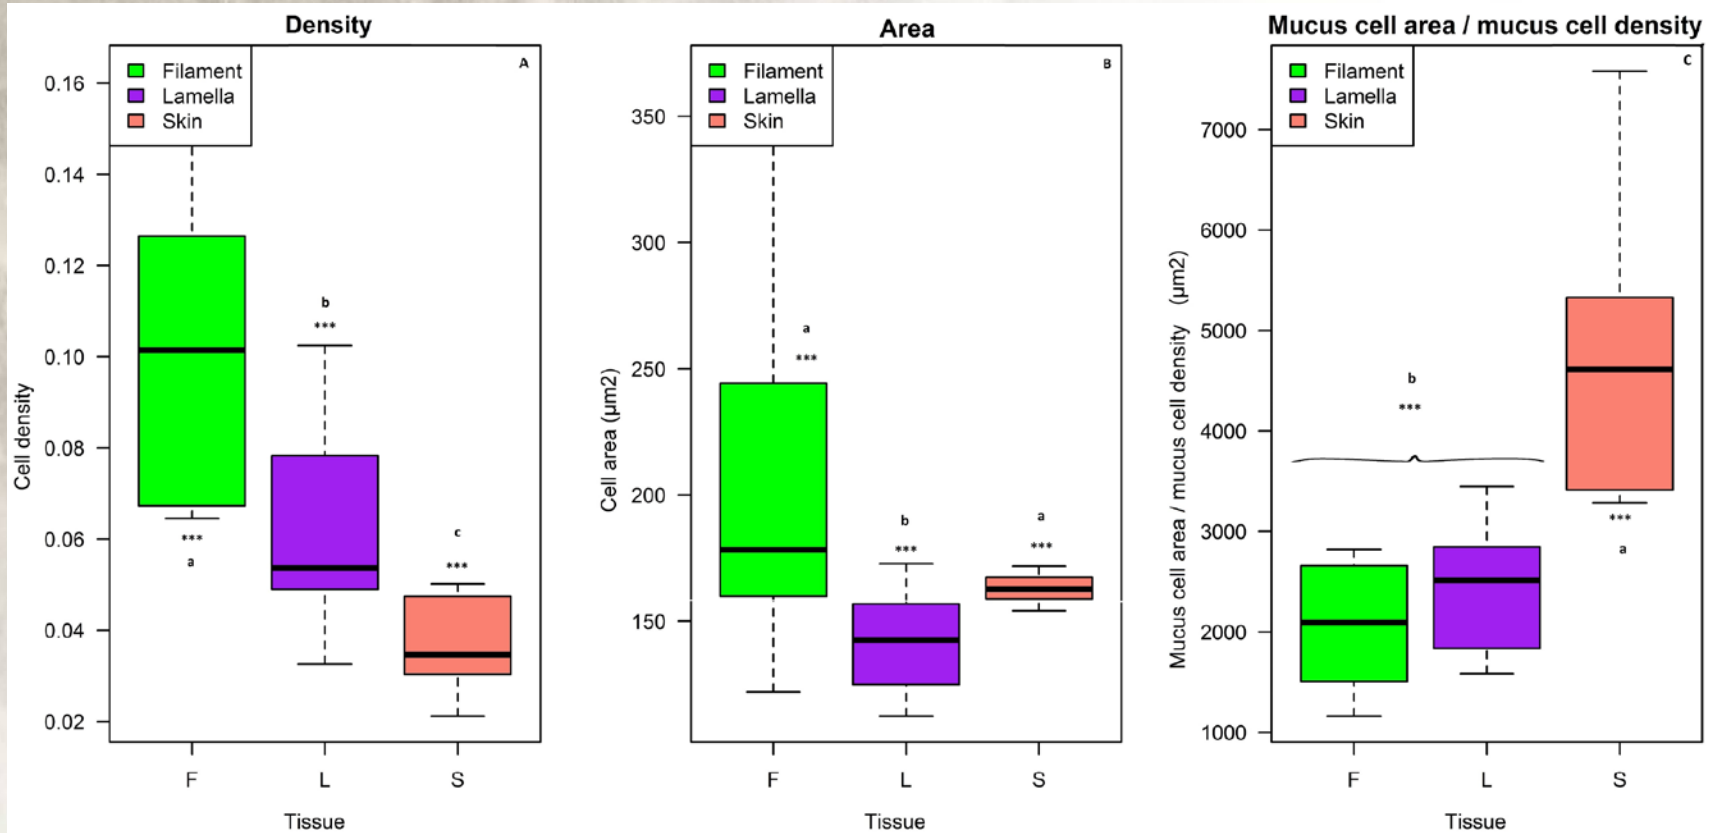 Density
A
Filament
Lamella
Skin
0.16
0.14
0.12
0.10
0.08
0.06
0.04
0.02
Cell density
***
a
b
***
c
***
F L S
Tissue
Area
B
Filament
Lamella
Skin
350
300
250
200
150
Cell area (µm2)
a
***
b
***
a
***
F L S
Tissue
Mucus cell area / mucus cell density
C
Filament
Lamella
Skin
7000
6000
5000
4000
3000
2000
1000
Mucus cell area / mucus cell density (µm2)
b
***
***
a
F L S
Tissue